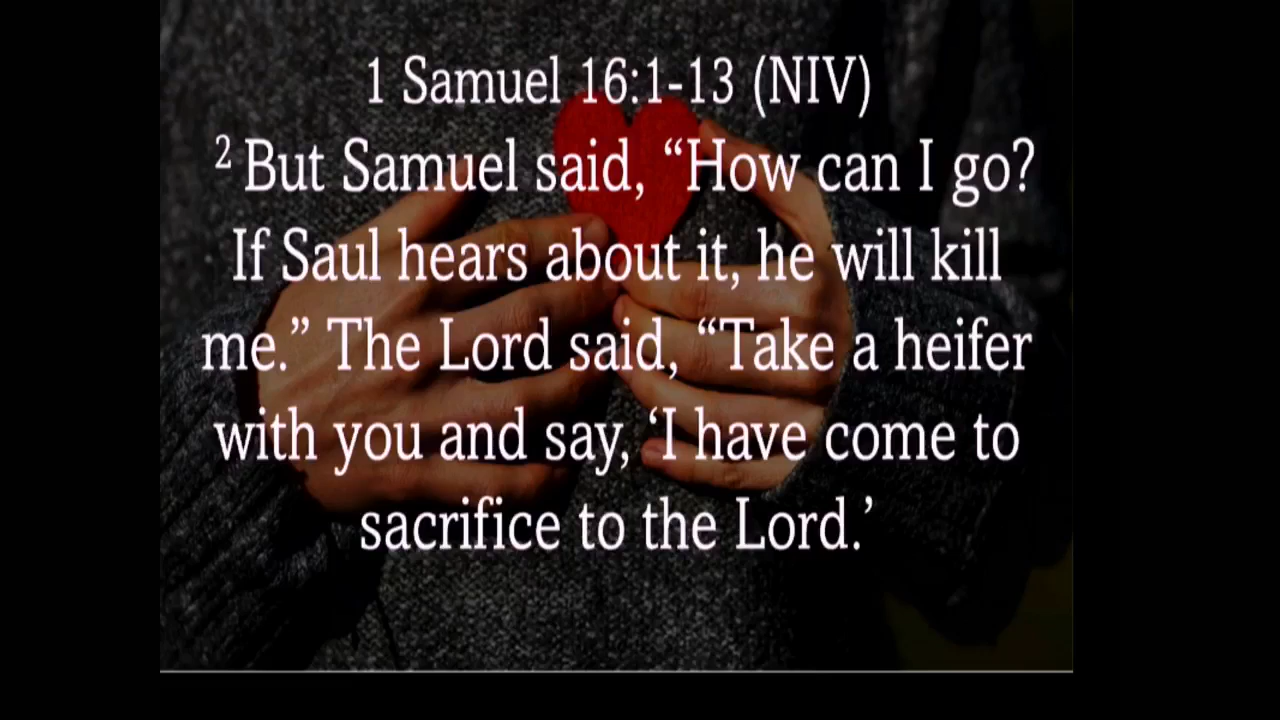 1 Samuel 16:1-13 (NIV)
² But Samuel said, “How can I go?
If Saul hears about it, he will kill
me.” The Lord said, “Take a heifer
with you and say, ‘I have come to
sacrifice to the Lord.’